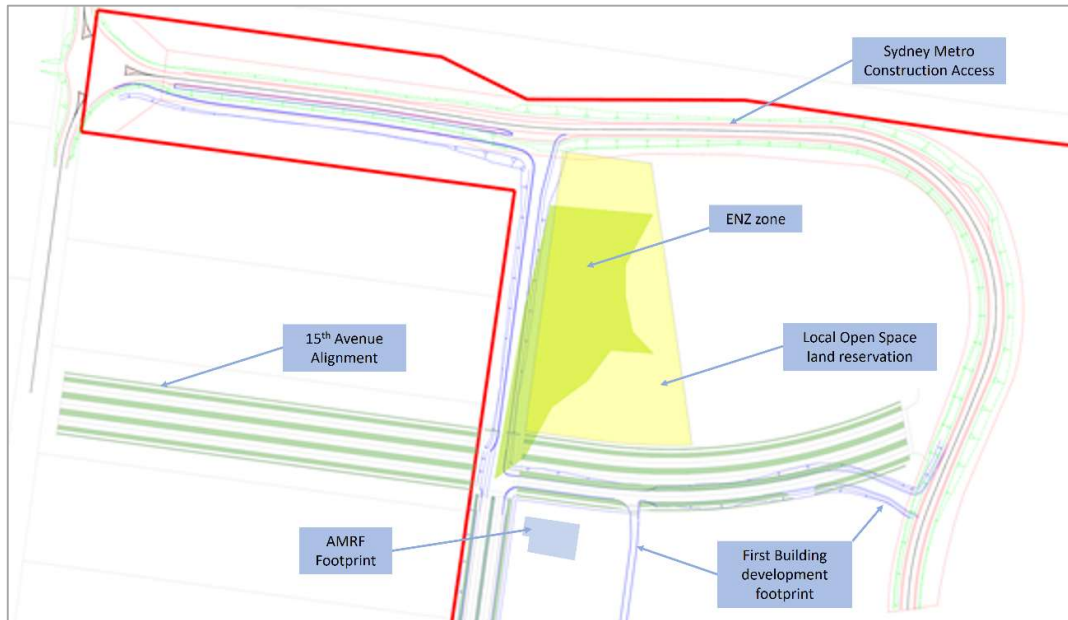 Sydney Metro
Construction Access
ENZ zone
15th Avenue
Alignment
Local Open Space
land reservation
AMRF
Footprint
First Building
development
footprint